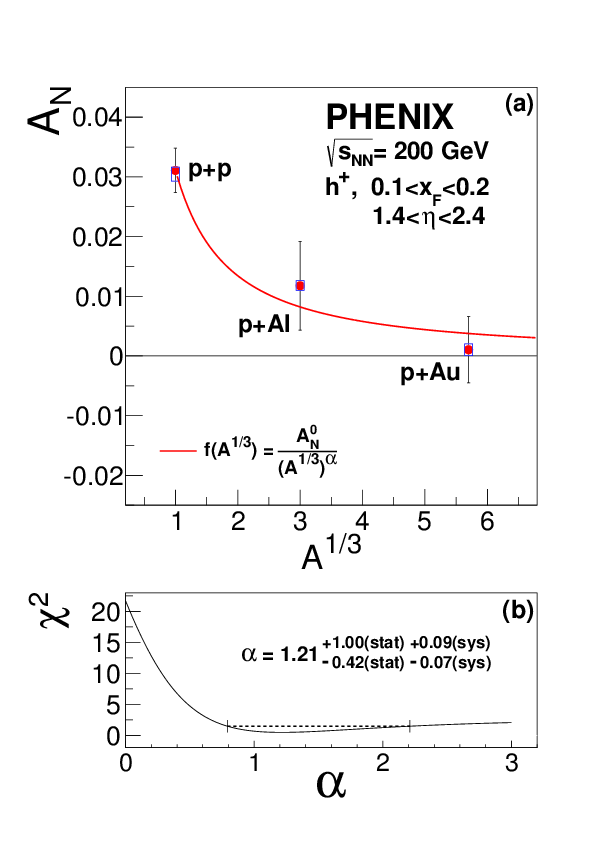 (a)
A_N
PHENIX
√s_NN = 200 GeV
h^+, 0.1<x_F<0.2
1.4<η<2.4
0.04
0.03
0.02
0.01
0
-0.01
-0.02
p+p
p+Al
p+Au
f(A^{1/3}) = A_N^0 / (A^{1/3})^α
1 2 3 4 5 6
A^{1/3}
(b)
χ^2
20
15
10
5
0
α = 1.21 +1.00(stat) +0.09(sys)
-0.42(stat) -0.07(sys)
0 1 2 3
α